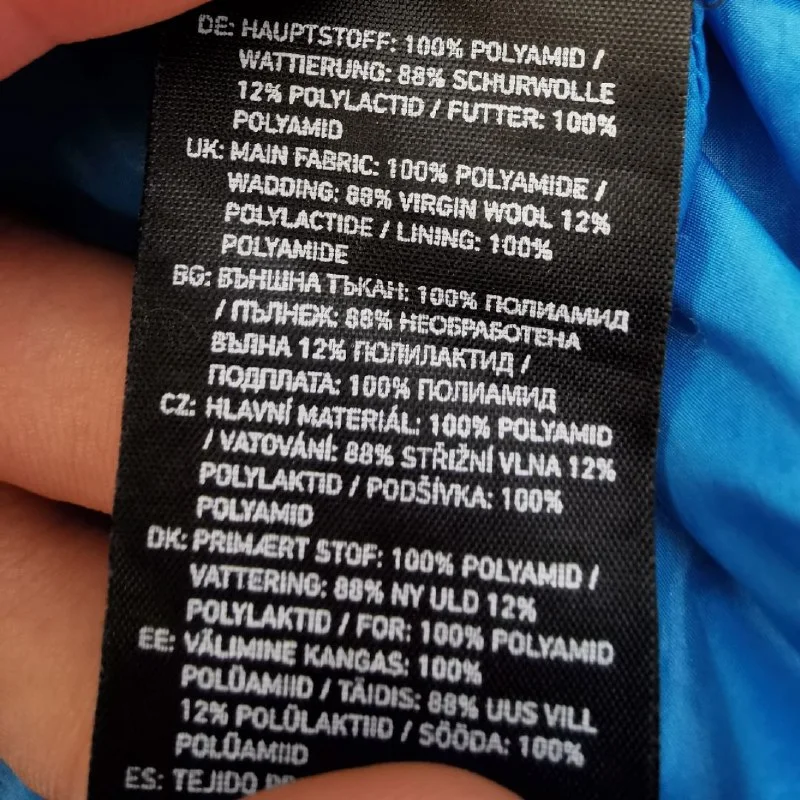 DE: HAUPTSTOFF: 100% POLYAMID /
WATTIERUNG: 88% SCHURWOLLE
12% POLYLACTID / FUTTER: 100%
POLYAMID
UK: MAIN FABRIC: 100% POLYAMIDE /
WADDING: 88% VIRGIN WOOL 12%
POLYLACTIDE / LINING: 100%
POLYAMIDE
BG: ВЪНШНА ТЪКАН: 100% ПОЛИАМИД
/ ПЪЛНЕЖ: 88% НЕОБРАБОТЕНА
ВЪЛНА 12% ПОЛИЛАКТИД /
ПОДПЛАТА: 100% ПОЛИАМИД
CZ: HLAVNÍ MATERIÁL: 100% POLYAMID
/ VATOVÁNÍ: 88% STŘIŽNÍ VLNA 12%
POLYLAKTID / PODŠÍVKA: 100%
POLYAMID
DK: PRIMÆRT STOF: 100% POLYAMID /
VATTERING: 88% NY ULD 12%
POLYLAKTID / FOR: 100% POLYAMID
EE: VÄLIMINE KANGAS: 100%
POLÜAMIID / TÄIDIS: 88% UUS VILL
12% POLÜLAKTIID / SÖÖDA: 100%
POLÜAMIID
ES: TEJIDO